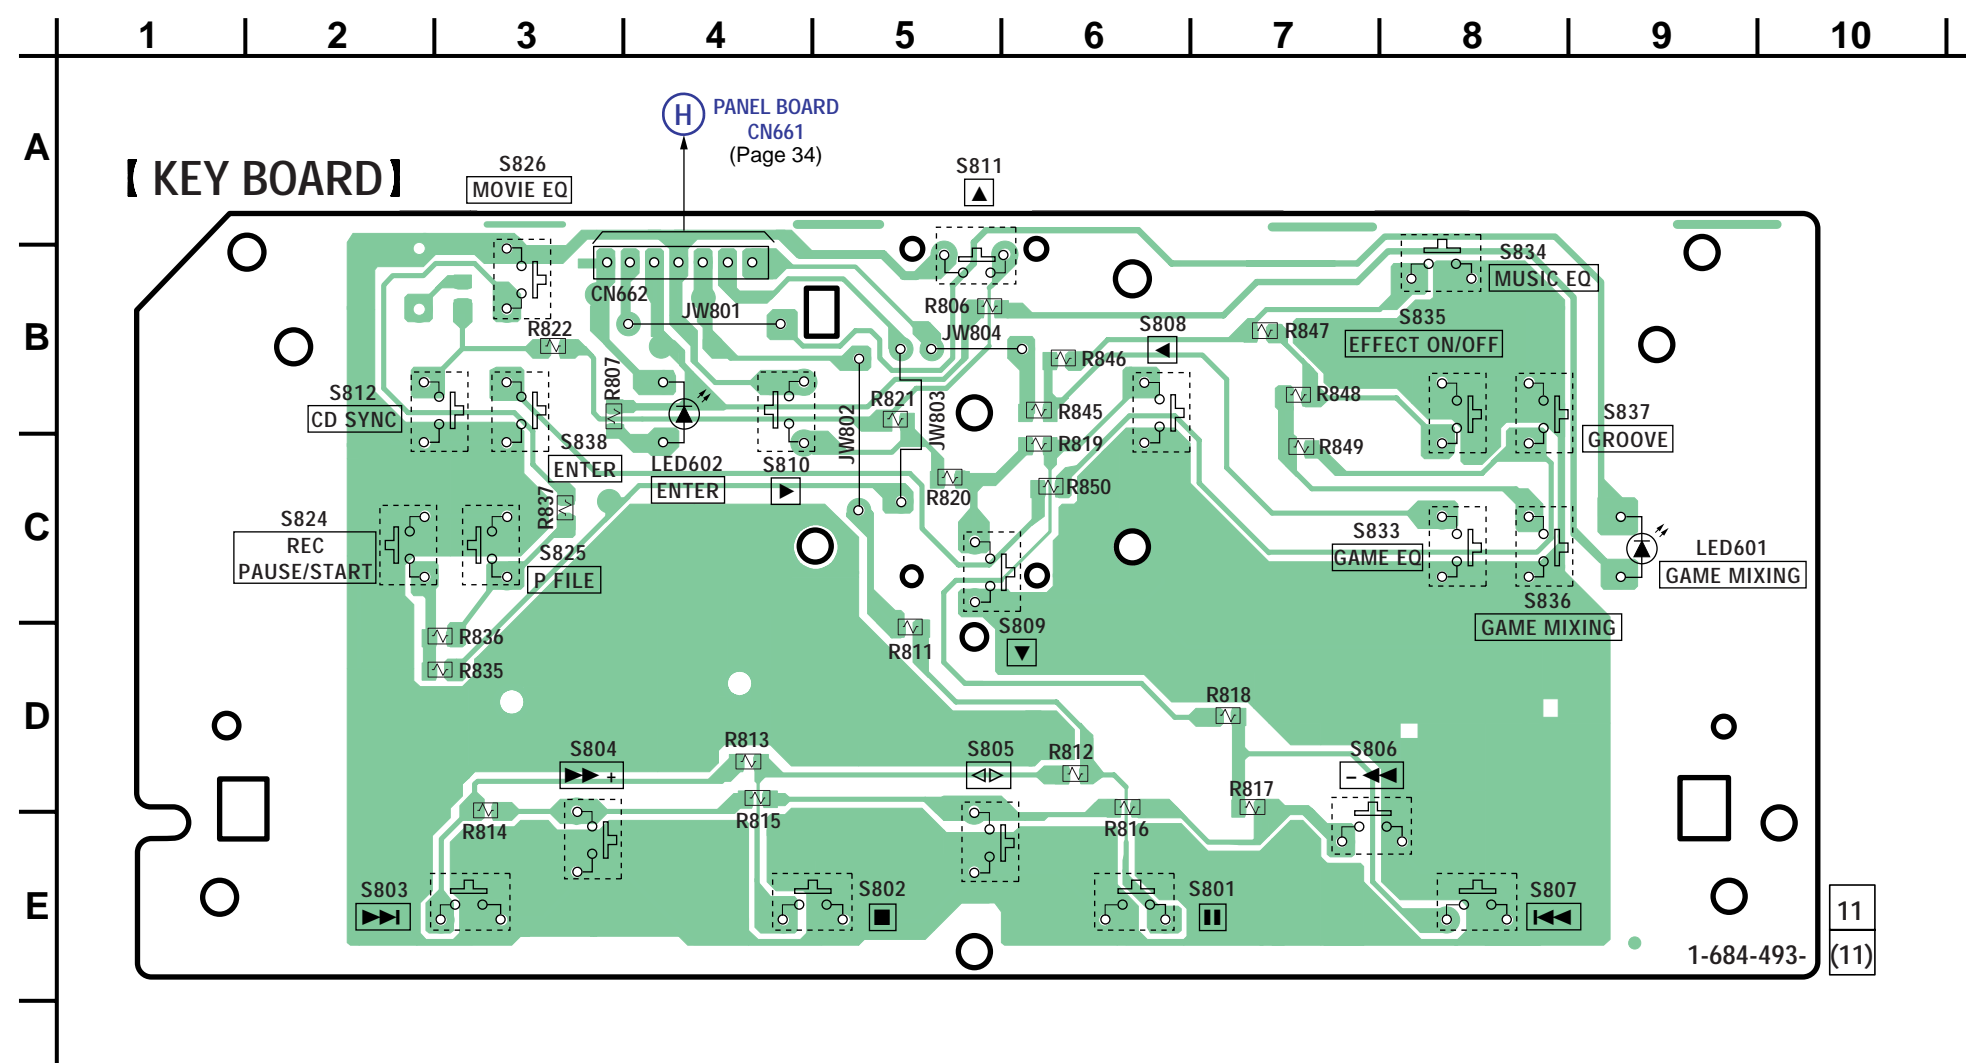 1 2 3 4 5 6 7 8 9 10
A
B
C
D
E
【 KEY BOARD】
H
PANEL BOARD
CN661
(Page 34)
S826
MOVIE EQ
S811
▲
S834
MUSIC EQ
CN662
JW801
R806
JW804
S808
◀
R847
S835
EFFECT ON/OFF
R822
R807
R846
S812
CD SYNC
R821
R845
R848
S837
GROOVE
JW802
JW803
S838
ENTER
LED602
ENTER
S810
▶
R819
R849
R820
R850
R837
S824
REC
PAUSE/START
S825
P FILE
S833
GAME EQ
LED601
GAME MIXING
S836
GAME MIXING
R836
R835
R811
S809
▼
R818
S804
▶▶ +
R813
S805
◁▷
R812
S806
– ◀◀
R814
R815
R816
R817
S803
▶▶|
S802
■
S801
❚❚
S807
|◀◀
1-684-493-
11
(11)